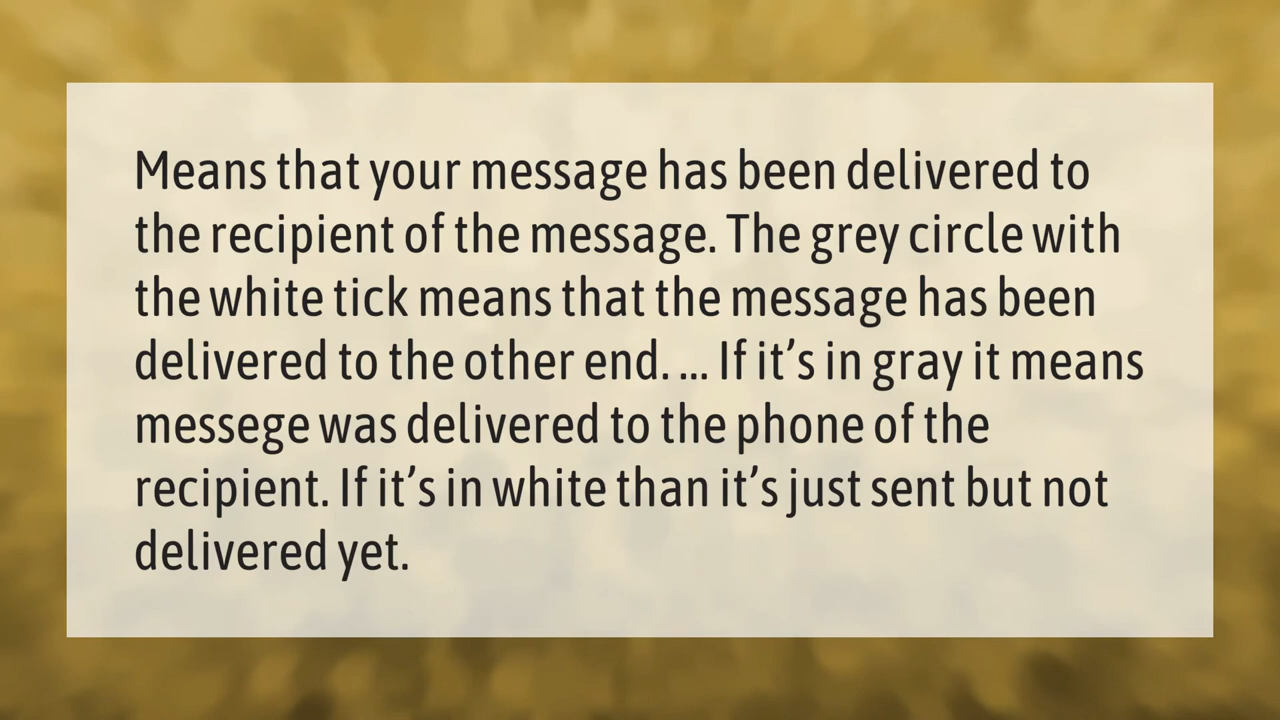 Means that your message has been delivered to
the recipient of the message. The grey circle with
the white tick means that the message has been
delivered to the other end. ... If it’s in gray it means
messege was delivered to the phone of the
recipient. If it’s in white than it’s just sent but not
delivered yet.